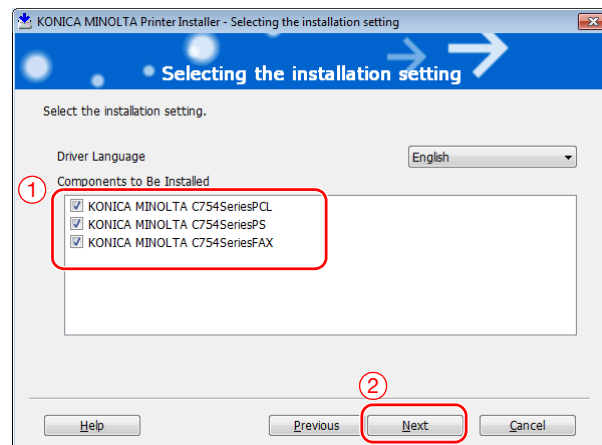 KONICA MINOLTA Printer Installer - Selecting the installation setting
Selecting the installation setting
Select the installation setting.
Driver Language English
1 Components to Be Installed
KONICA MINOLTA C754SeriesPCL
KONICA MINOLTA C754SeriesPS
KONICA MINOLTA C754SeriesFAX
2
Help Previous Next Cancel